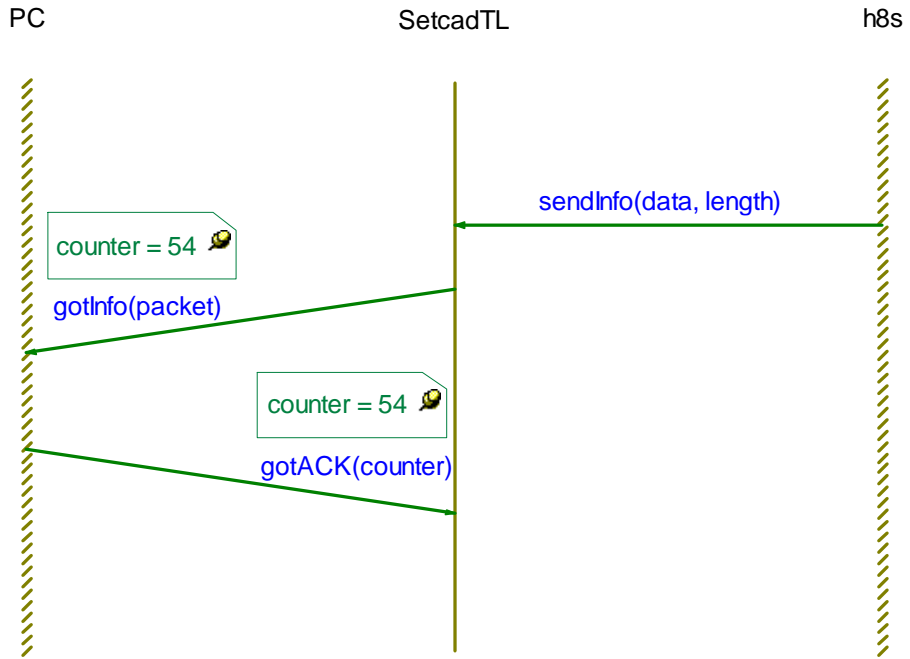 PC
SetcadTL
h8s
sendInfo(data, length)
counter = 54
gotInfo(packet)
counter = 54
gotACK(counter)